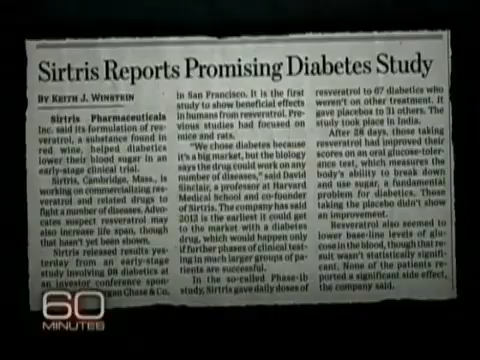 Sirtris Reports Promising Diabetes Study
BY KEITH J. WINSTEIN
Sirtris Pharmaceuticals
Inc. said its formulation of res-
veratrol, a substance found in
red wine, helped diabetics
lower their blood sugar in an
early-stage clinical trial.
Sirtris, Cambridge, Mass., is
working on commercializing res-
veratrol and related drugs to
fight a number of diseases. Advo-
cates suspect resveratrol may
also increase life span, though
that hasn't yet been shown.
Sirtris released results yes-
terday from an early-stage
study involving 98 diabetics at
an investor conference spon-
gan Chase & Co.
in San Francisco. It is the first
study to show beneficial effects
in humans from resveratrol. Pre-
vious studies had focused on
mice and rats.
"We chose diabetes because
it's a big market, but the biology
says the drug could work on any
number of diseases," said David
Sinclair, a professor at Harvard
Medical School and co-founder
of Sirtris. The company has said
2012 is the earliest it could get
to the market with a diabetes
drug, which would happen only
if further phases of clinical test-
ing in much larger groups of pa-
tients are successful.
In the so-called Phase-1b
study, Sirtris gave daily doses of
resveratrol to 67 diabetics who
weren't on other treatment. It
gave placebos to 31 others. The
study took place in India.
After 28 days, those taking
resveratrol had improved their
scores on an oral glucose-toler-
ance test, which measures the
body's ability to break down
and use sugar, a fundamental
problem for diabetics. Those
taking the placebo didn't show
an improvement.
Resveratrol also seemed to
lower base-line levels of glu-
cose in the blood, though that re-
sult wasn't statistically signifi-
cant. None of the patients re-
ported a significant side effect,
the company said.
60
MINUTES